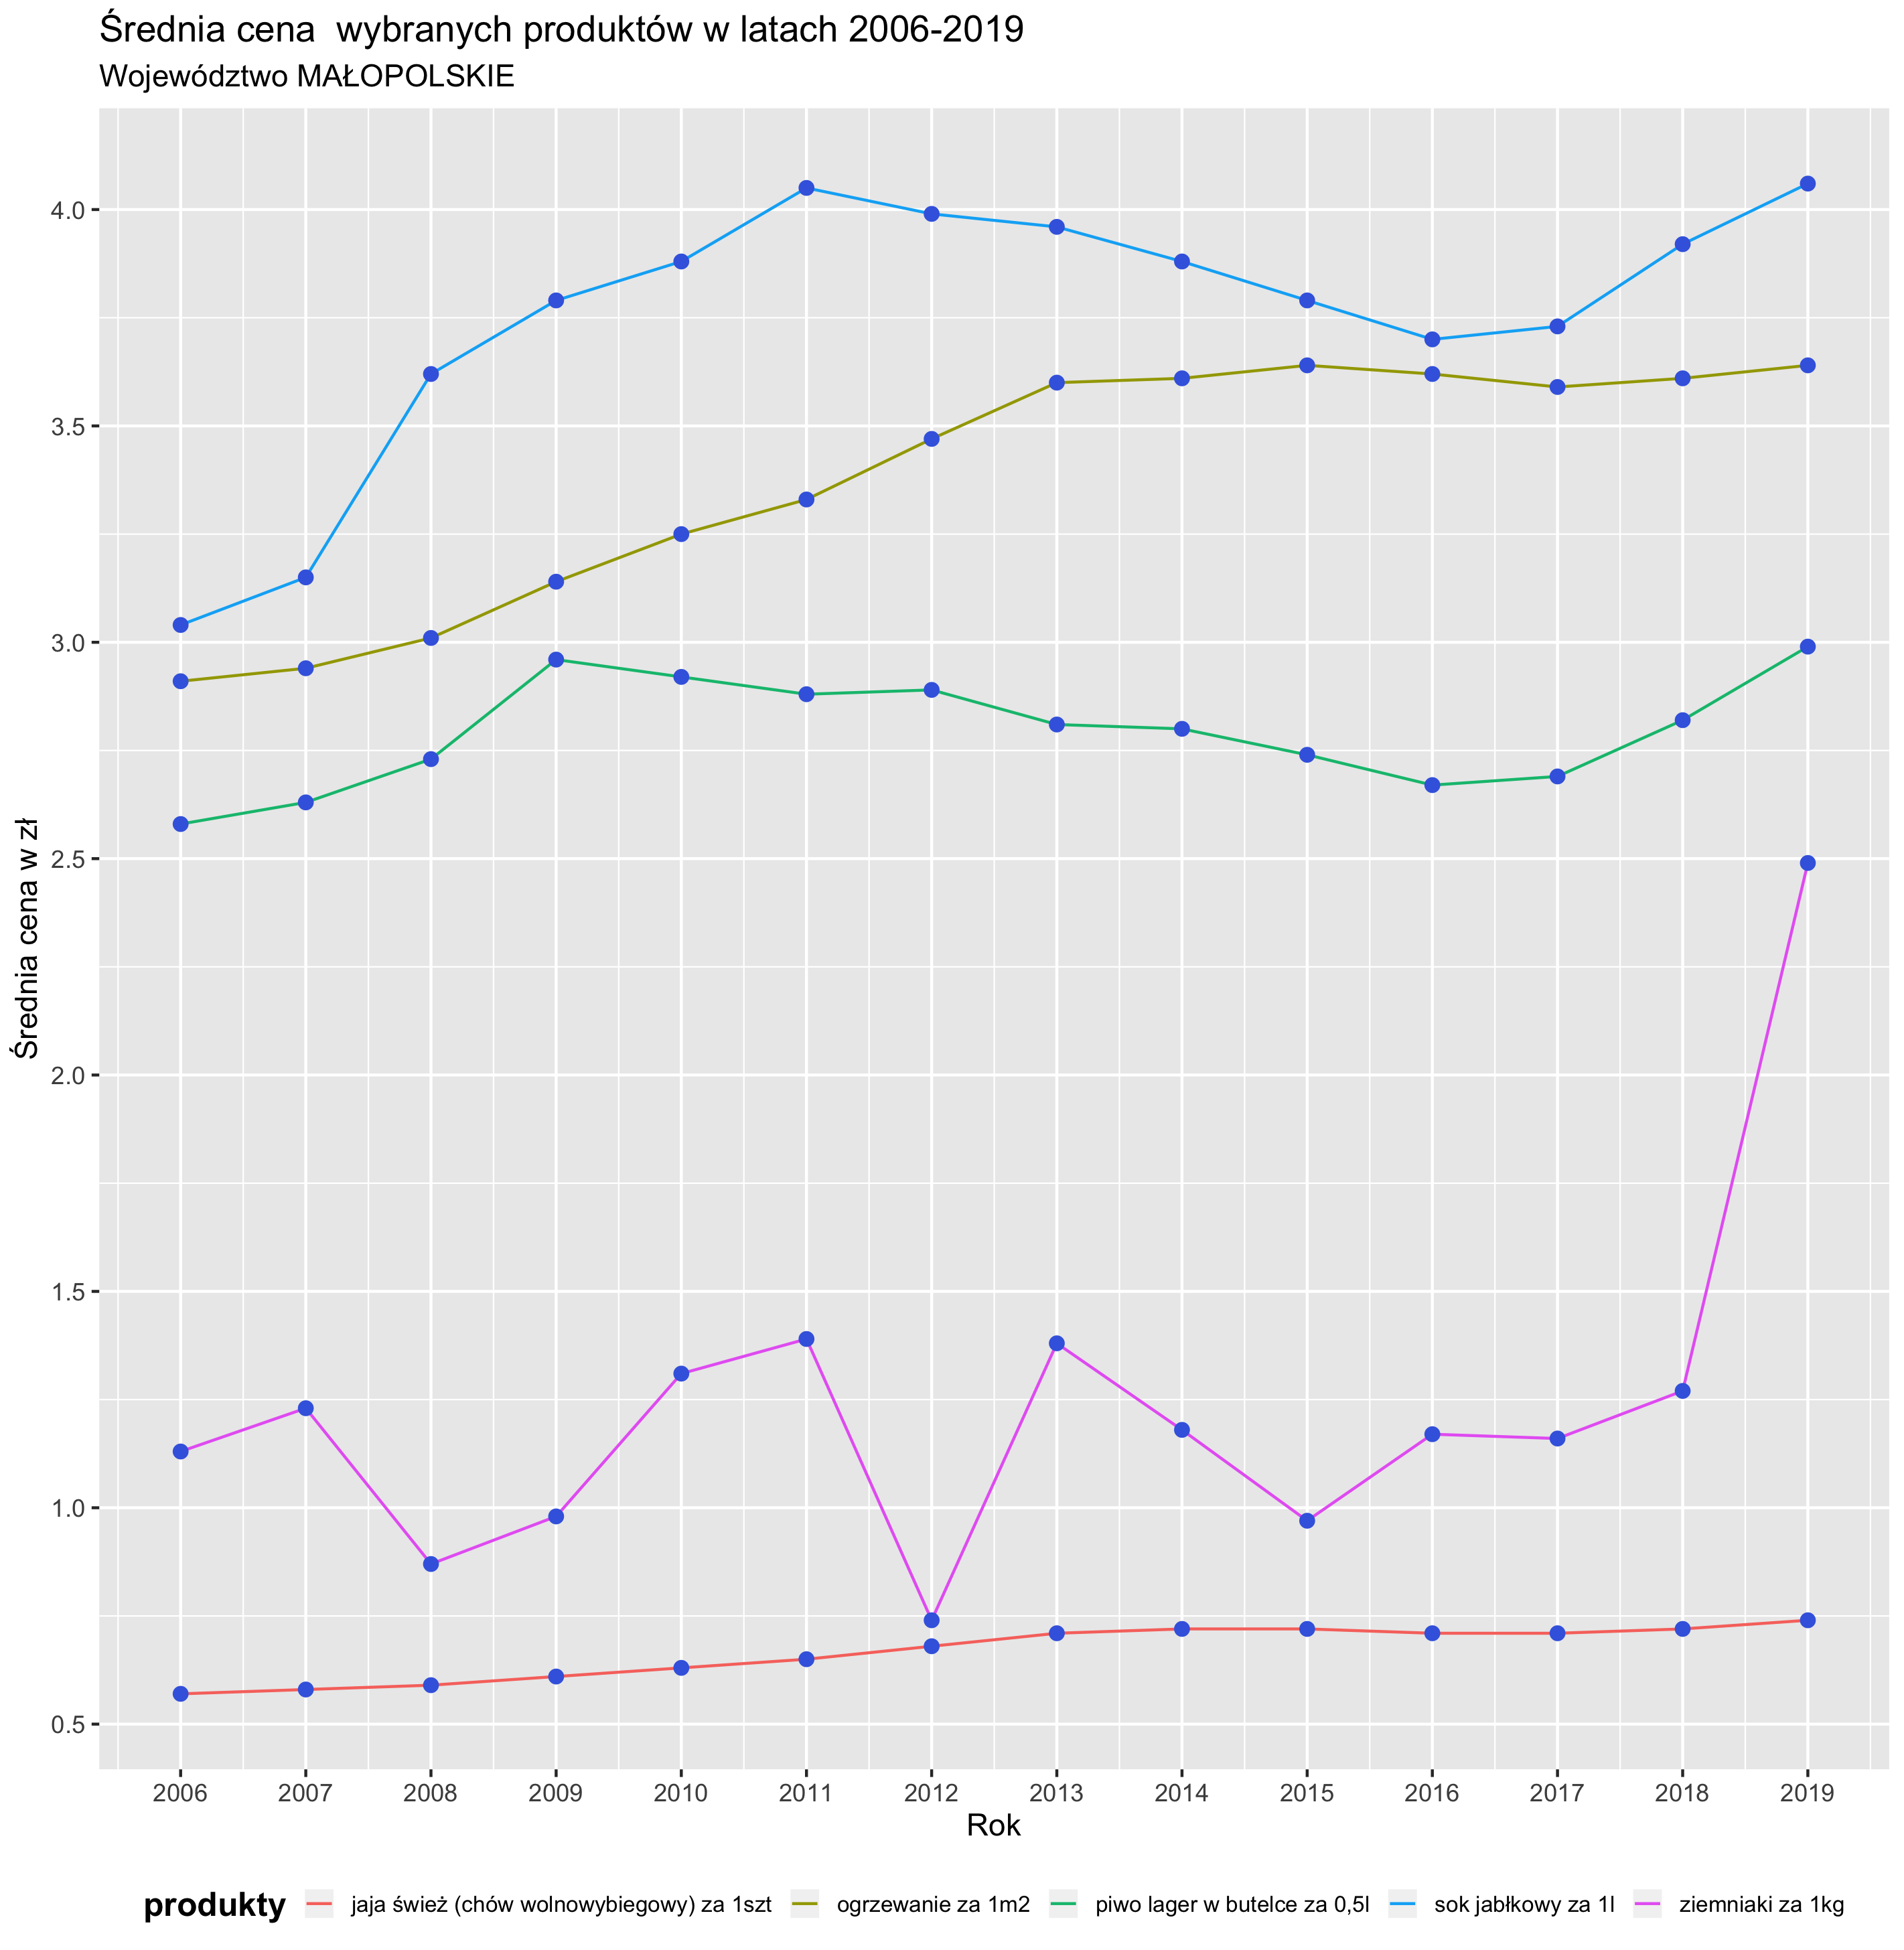 Średnia cena  wybranych produktów w latach 2006-2019
Województwo MAŁOPOLSKIE
Średnia cena w zł
4.0
3.5
3.0
2.5
2.0
1.5
1.0
0.5
2006 2007 2008 2009 2010 2011 2012 2013 2014 2015 2016 2017 2018 2019
Rok
produkty jaja śwież (chów wolnowybiegowy) za 1szt ogrzewanie za 1m2 piwo lager w butelce za 0,5l sok jabłkowy za 1l ziemniaki za 1kg